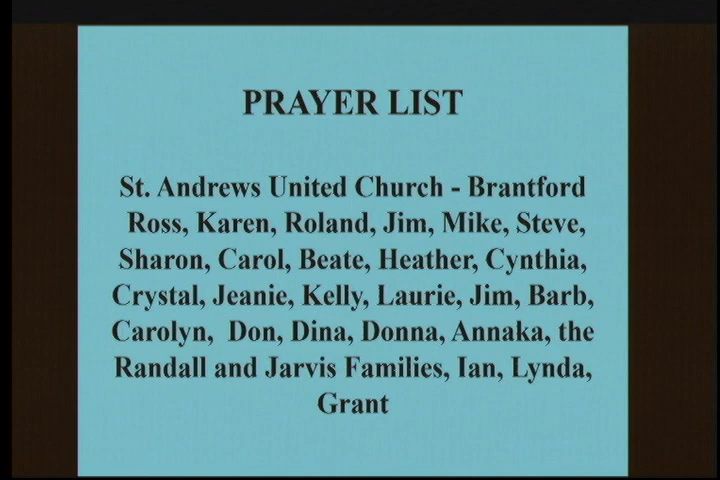 PRAYER LIST
St. Andrews United Church - Brantford
Ross, Karen, Roland, Jim, Mike, Steve,
Sharon, Carol, Beate, Heather, Cynthia,
Crystal, Jeanie, Kelly, Laurie, Jim, Barb,
Carolyn, Don, Dina, Donna, Annaka, the
Randall and Jarvis Families, Ian, Lynda,
Grant